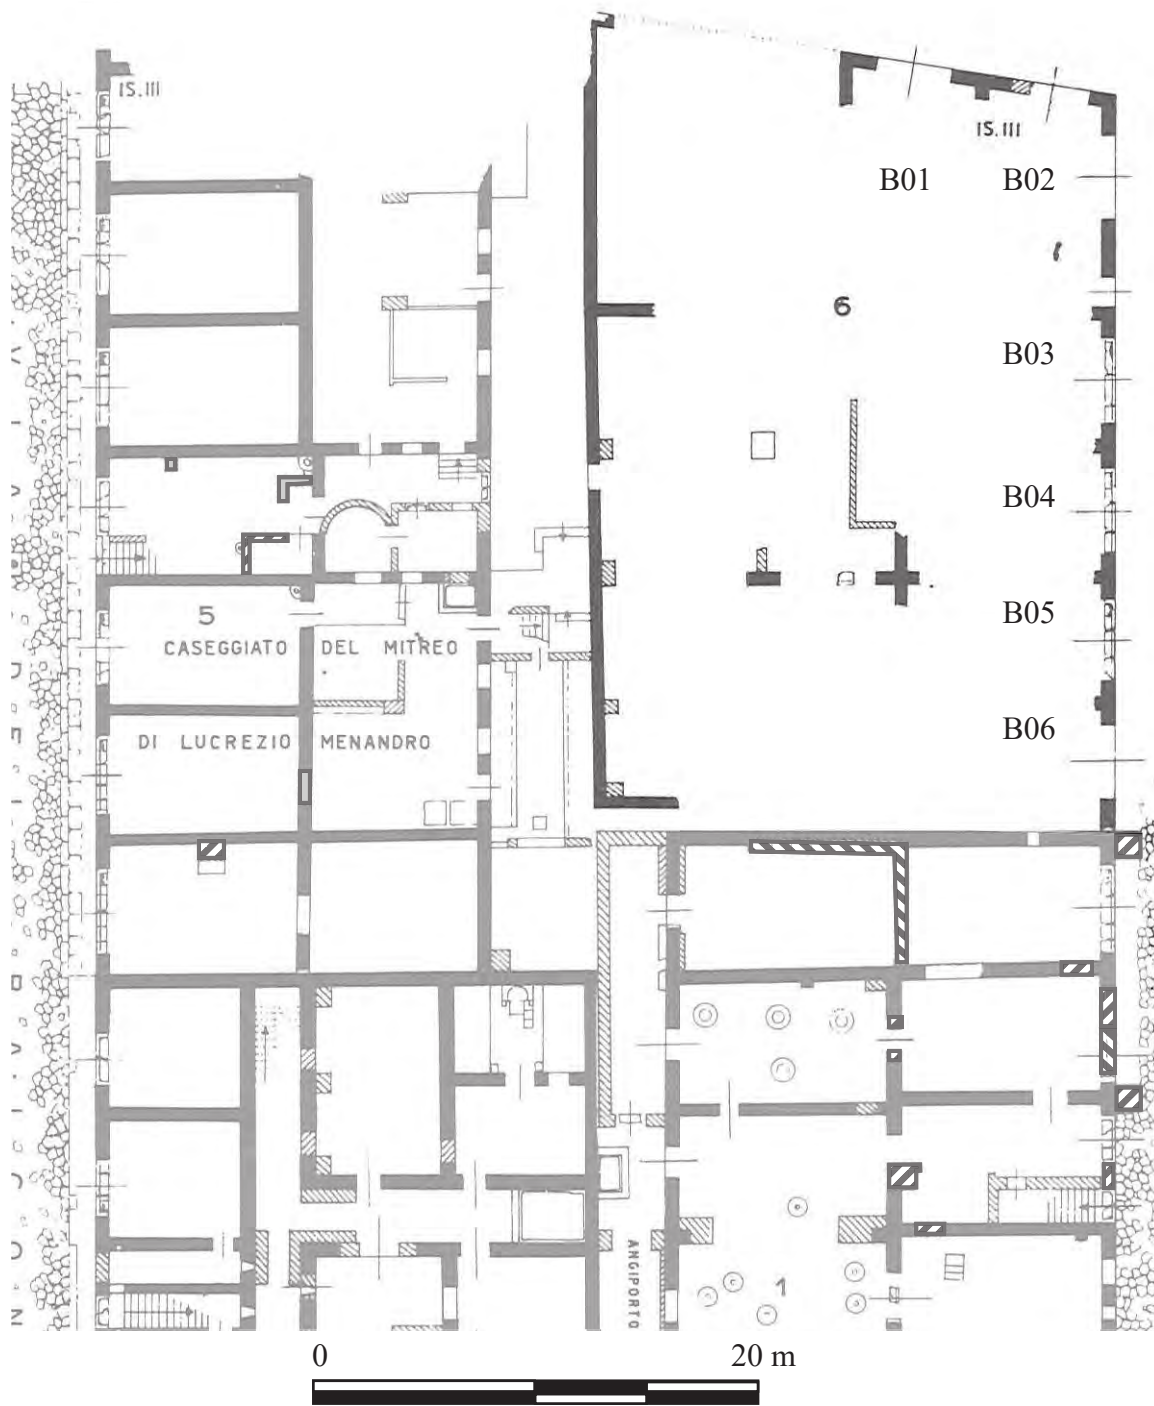 IS.III
IS.III
B01 B02
6
B03
B04
B05
5
CASEGGIATO DEL MITREO
B06
DI LUCREZIO MENANDRO
1
ANGIPORTO
0 20 m